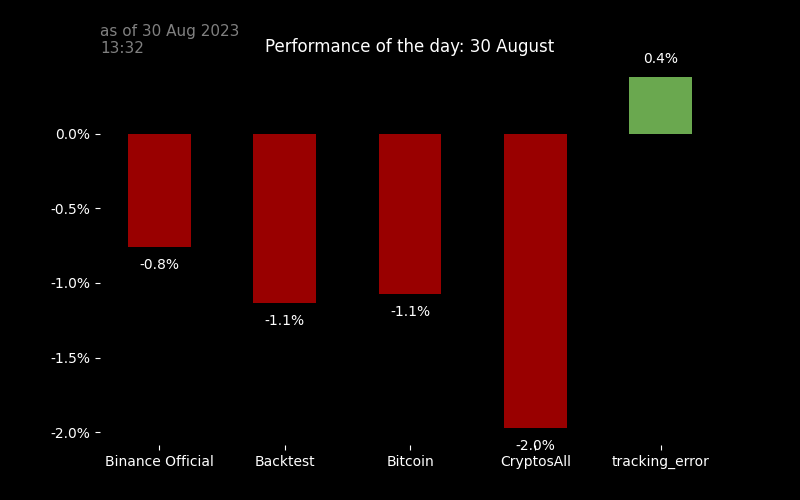 as of 30 Aug 2023
13:32
Performance of the day: 30 August
0.4%
0.0%
-0.5%
-0.8%
-1.0%
-1.1%
-1.1%
-1.5%
-2.0%
-2.0%
Binance Official
Backtest
Bitcoin
CryptosAll
tracking_error